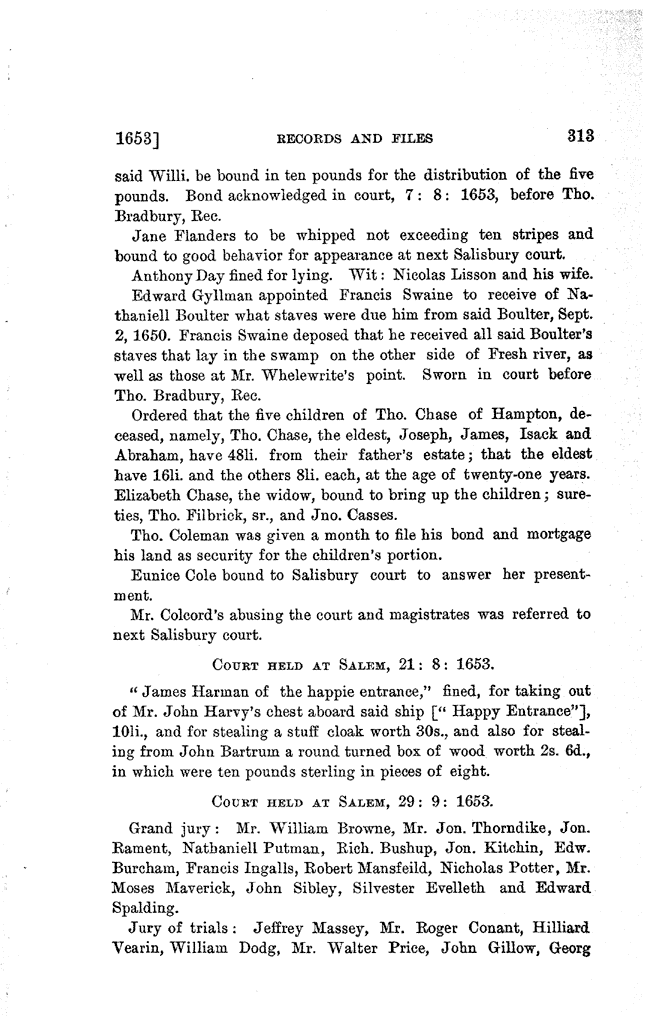 1653] RECORDS AND FILES 313
said Willi. be bound in ten pounds for the distribution of the five
pounds. Bond acknowledged in court, 7: 8: 1653, before Tho.
Bradbury, Rec.
Jane Flanders to be whipped not exceeding ten stripes and
bound to good behavior for appearance at next Salisbury court.
Anthony Day fined for lying. Wit: Nicolas Lisson and his wife.
Edward Gyllman appointed Francis Swaine to receive of Na-
thaniell Boulter what staves were due him from said Boulter, Sept.
2, 1650. Francis Swaine deposed that he received all said Boulter's
staves that lay in the swamp on the other side of Fresh river, as
well as those at Mr. Whelewrite's point. Sworn in court before
Tho. Bradbury, Rec.
Ordered that the five children of Tho. Chase of Hampton, de-
ceased, namely, Tho. Chase, the eldest, Joseph, James, Isack and
Abraham, have 48li. from their father's estate; that the eldest
have 16li. and the others 8li. each, at the age of twenty-one years.
Elizabeth Chase, the widow, bound to bring up the children; sure-
ties, Tho. Filbrick, sr., and Jno. Casses.
Tho. Coleman was given a month to file his bond and mortgage
his land as security for the children's portion.
Eunice Cole bound to Salisbury court to answer her present-
ment.
Mr. Colcord's abusing the court and magistrates was referred to
next Salisbury court.
COURT HELD AT SALEM, 21: 8: 1653.
"James Harman of the happie entrance," fined, for taking out
of Mr. John Harvy's chest aboard said ship ["Happy Entrance"],
10li., and for stealing a stuff cloak worth 30s., and also for steal-
ing from John Bartrum a round turned box of wood worth 2s. 6d.,
in which were ten pounds sterling in pieces of eight.
COURT HELD AT SALEM, 29: 9: 1653.
Grand jury: Mr. William Browne, Mr. Jon. Thorndike, Jon.
Rament, Nathaniell Putman, Rich. Bushup, Jon. Kitchin, Edw.
Burcham, Francis Ingalls, Robert Mansfeild, Nicholas Potter, Mr.
Moses Maverick, John Sibley, Silvester Evelleth and Edward
Spalding.
Jury of trials: Jeffrey Massey, Mr. Roger Conant, Hilliard
Vearin, William Dodg, Mr. Walter Price, John Gillow, Georg